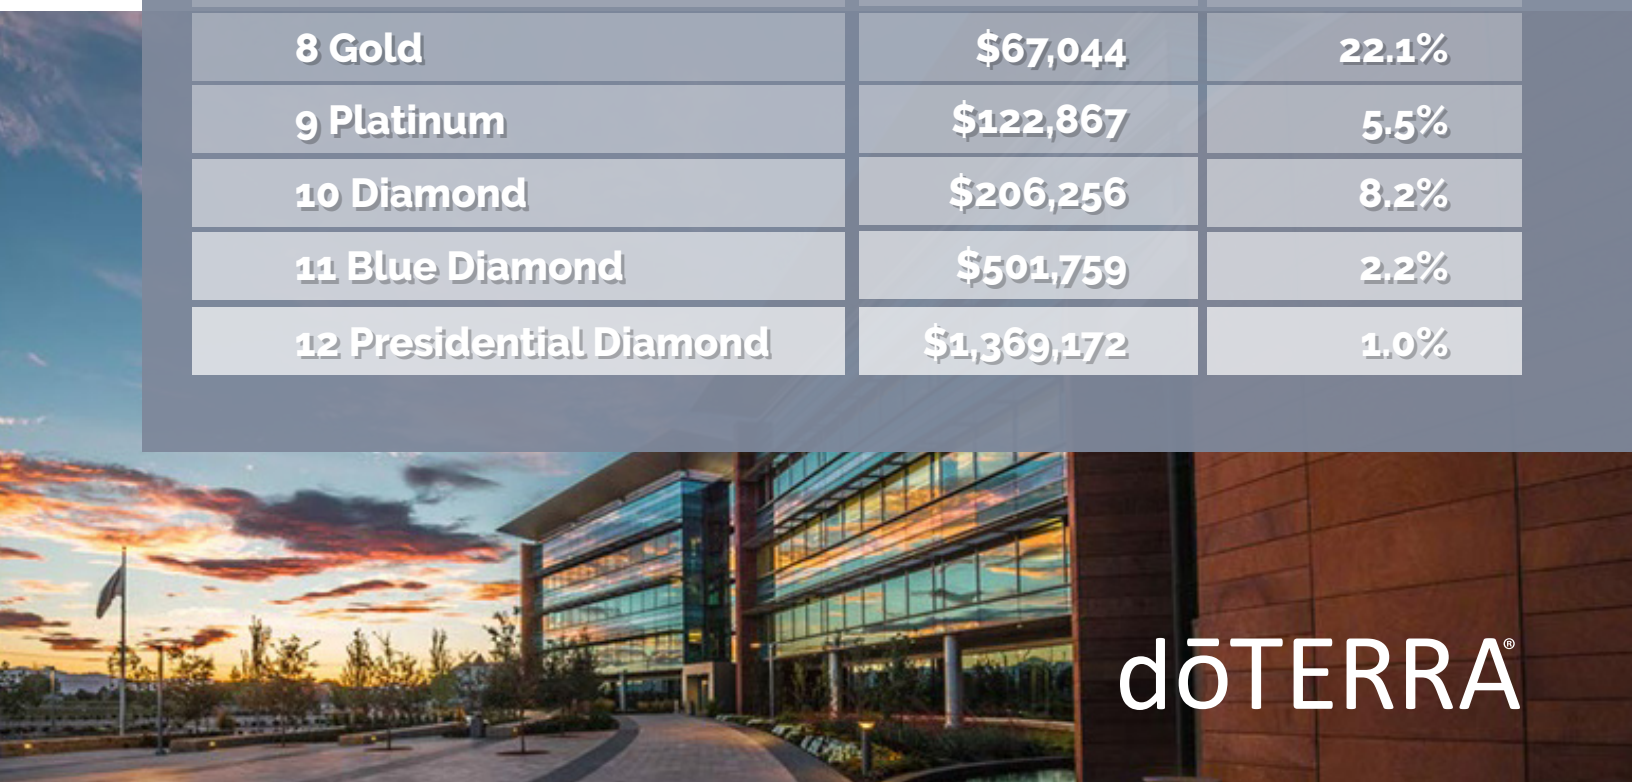 8 Gold $67,044 22.1%
9 Platinum $122,867 5.5%
10 Diamond $206,256 8.2%
11 Blue Diamond $501,759 2.2%
12 Presidential Diamond $1,369,172 1.0%
dōTERRA®